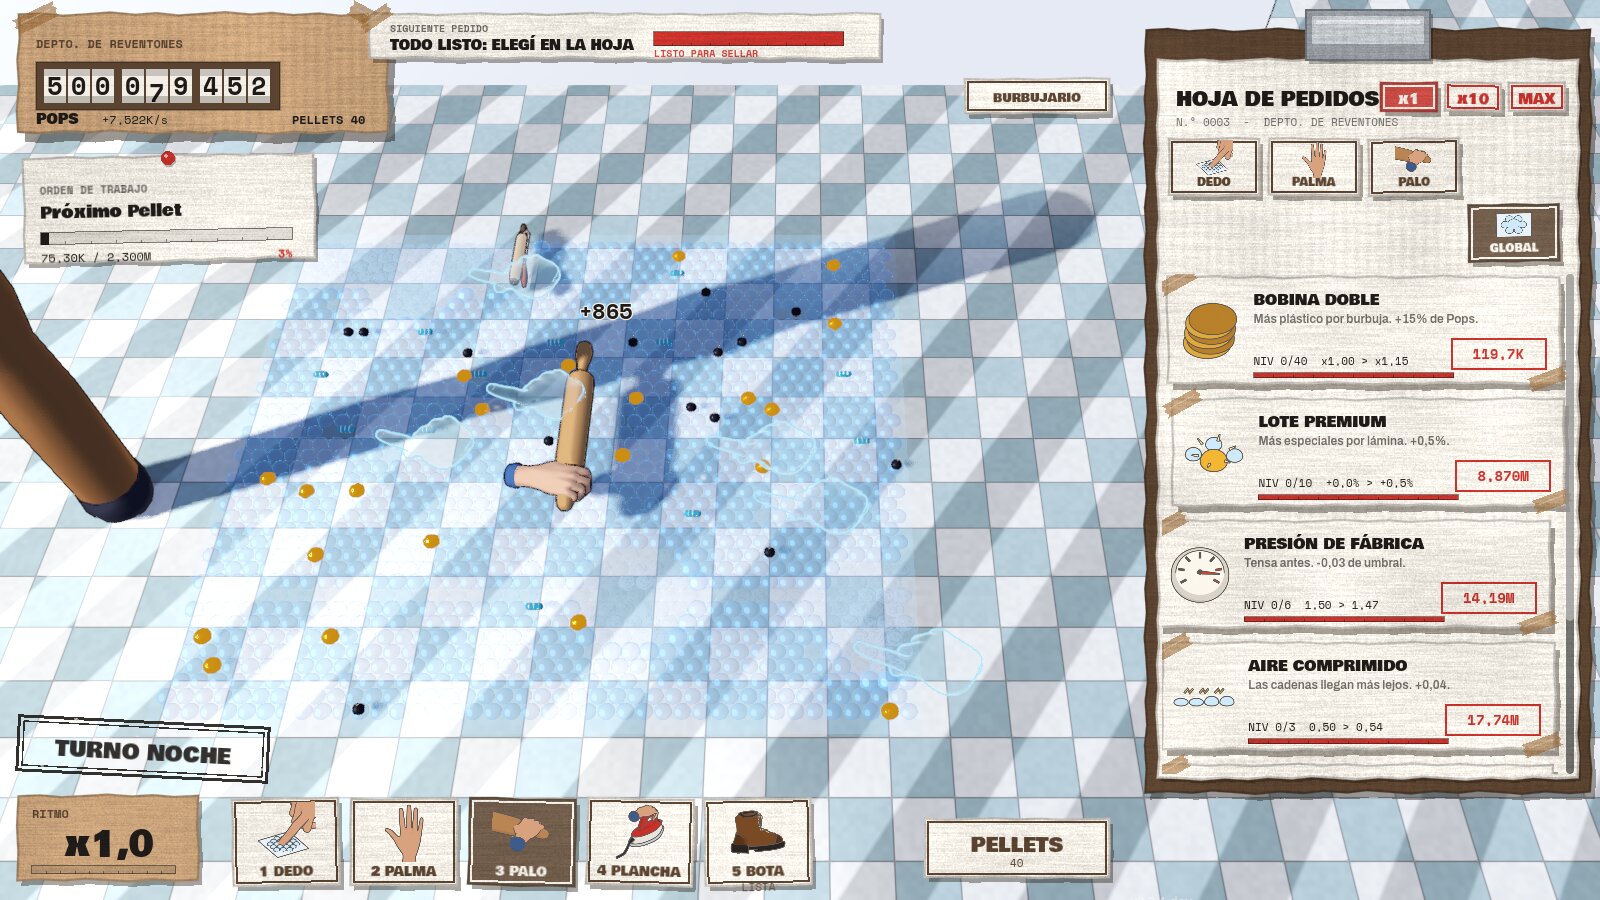 DEPTO. DE REVENTONES
500 079 452
POPS +7,522K/s PELLETS 40
SIGUIENTE PEDIDO
TODO LISTO: ELEGÍ EN LA HOJA
LISTO PARA SELLAR
BURBUJARIO
ORDEN DE TRABAJO
Próximo Pellet
75.30K / 2.300M 3%
+865
TURNO NOCHE
RITMO
x1,0
1 DEDO
2 PALMA
3 PALO
4 PLANCHA
5 BOTA
LISTA
PELLETS
40
HOJA DE PEDIDOS x1 x10 MAX
N.° 0003 - DEPTO. DE REVENTONES
DEDO PALMA PALO
GLOBAL
BOBINA DOBLE
Más plástico por burbuja. +15% de Pops.
NIV 0/40 x1,00 > x1,15
119,7K
LOTE PREMIUM
Más especiales por lámina. +0,5%.
NIV 0/10 +0,0% > +0,5%
8,870M
PRESIÓN DE FÁBRICA
Tensa antes. -0,03 de umbral.
NIV 0/6 1,50 > 1,47
14,19M
AIRE COMPRIMIDO
Las cadenas llegan más lejos. +0,04.
NIV 0/3 0,50 > 0,54
17,74M